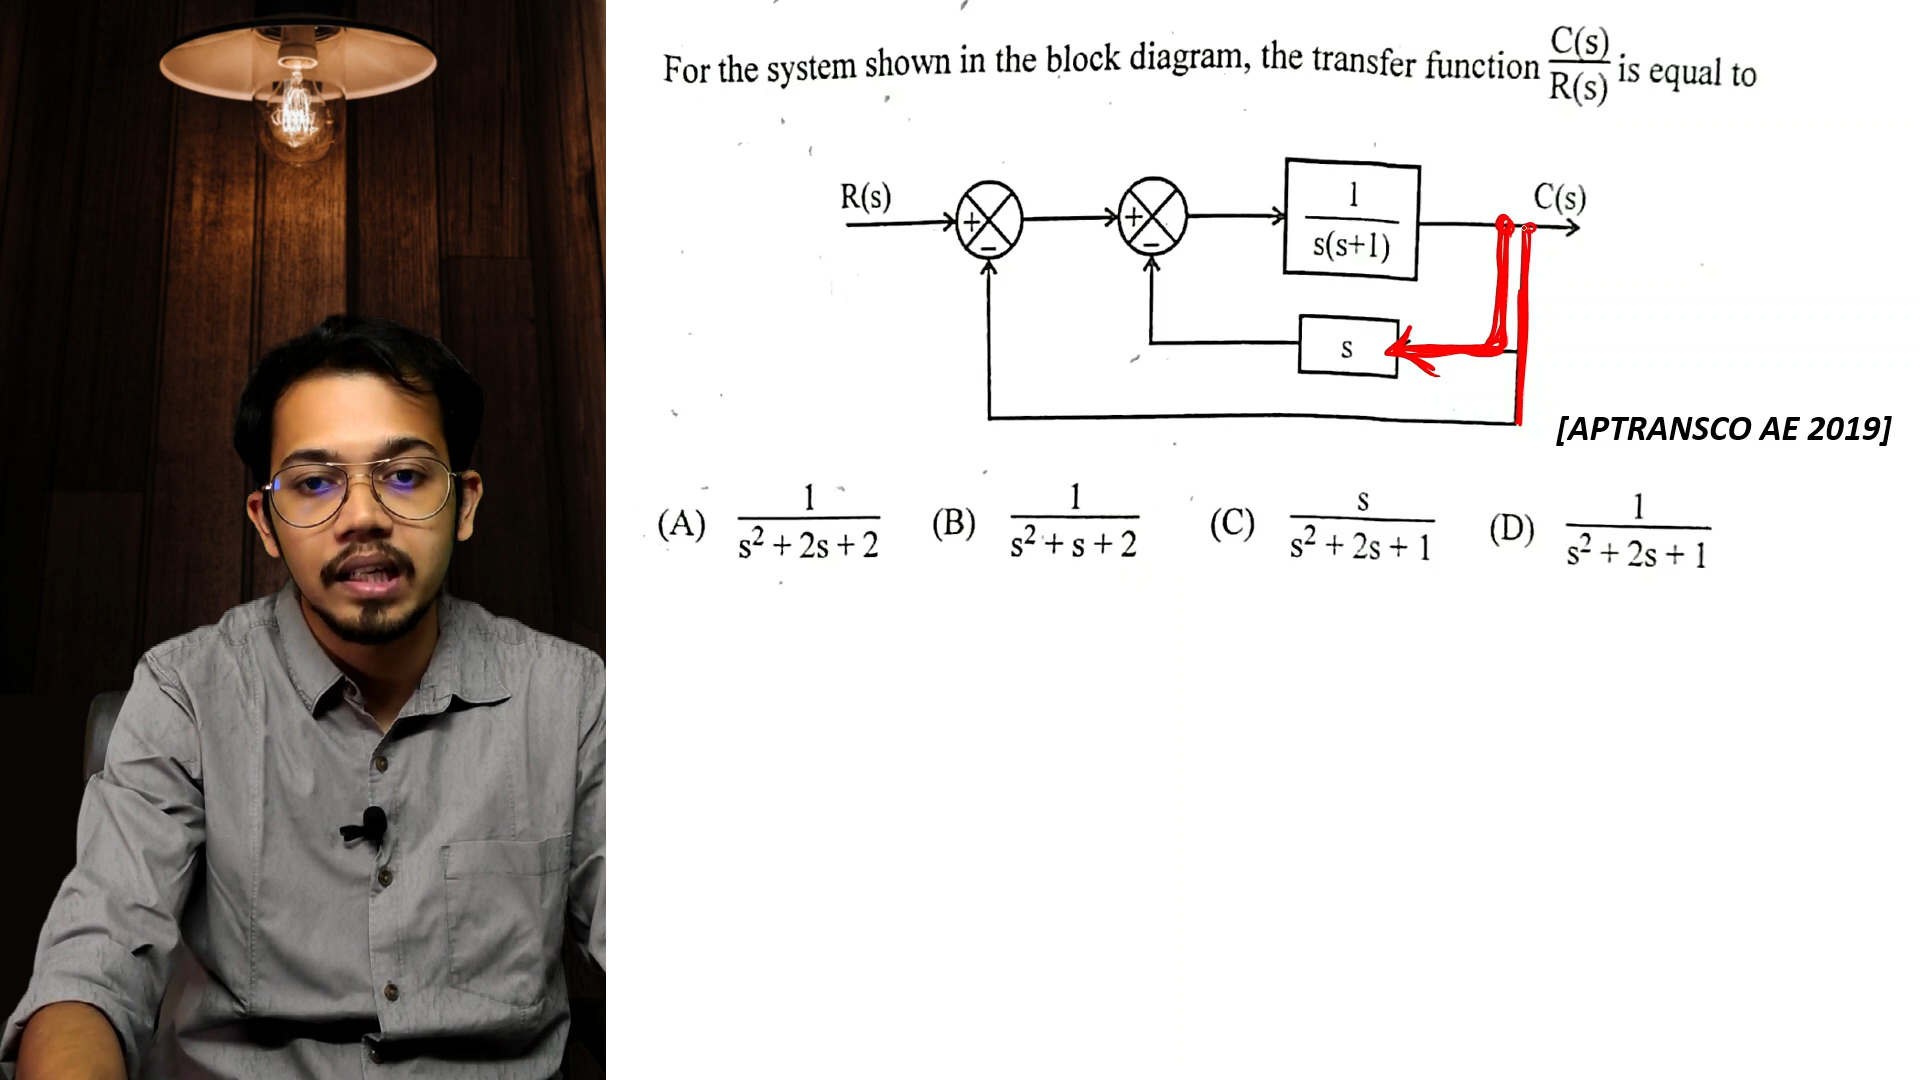 For the system shown in the block diagram, the transfer function C(s)/R(s) is equal to
R(s)
+
−
+
−
1/s(s+1)
C(s)
s
[APTRANSCO AE 2019]
(A) 1/(s² + 2s + 2) (B) 1/(s² + s + 2) (C) s/(s² + 2s + 1) (D) 1/(s² + 2s + 1)